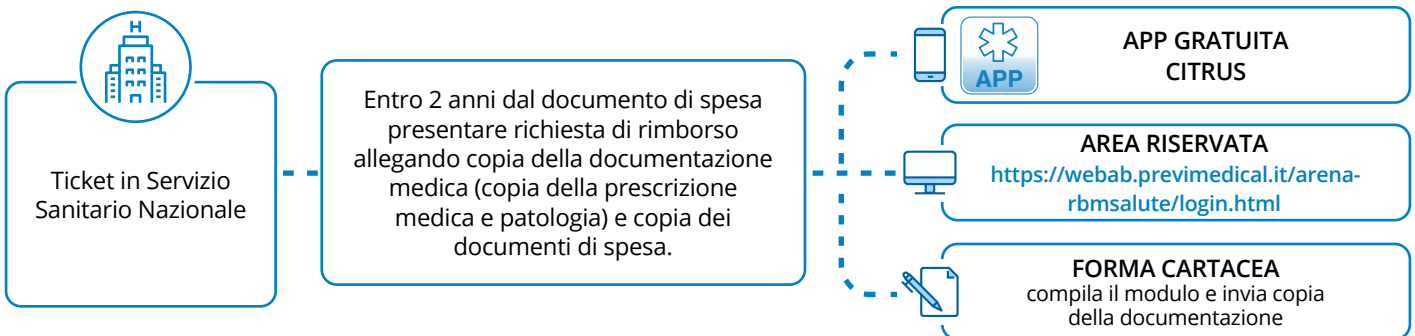 H
Ticket in Servizio
Sanitario Nazionale
Entro 2 anni dal documento di spesa
presentare richiesta di rimborso
allegando copia della documentazione
medica (copia della prescrizione
medica e patologia) e copia dei
documenti di spesa.
APP
APP GRATUITA
CITRUS
AREA RISERVATA
https://webab.previmedical.it/arena-
rbmsalute/login.html
FORMA CARTACEA
compila il modulo e invia copia
della documentazione